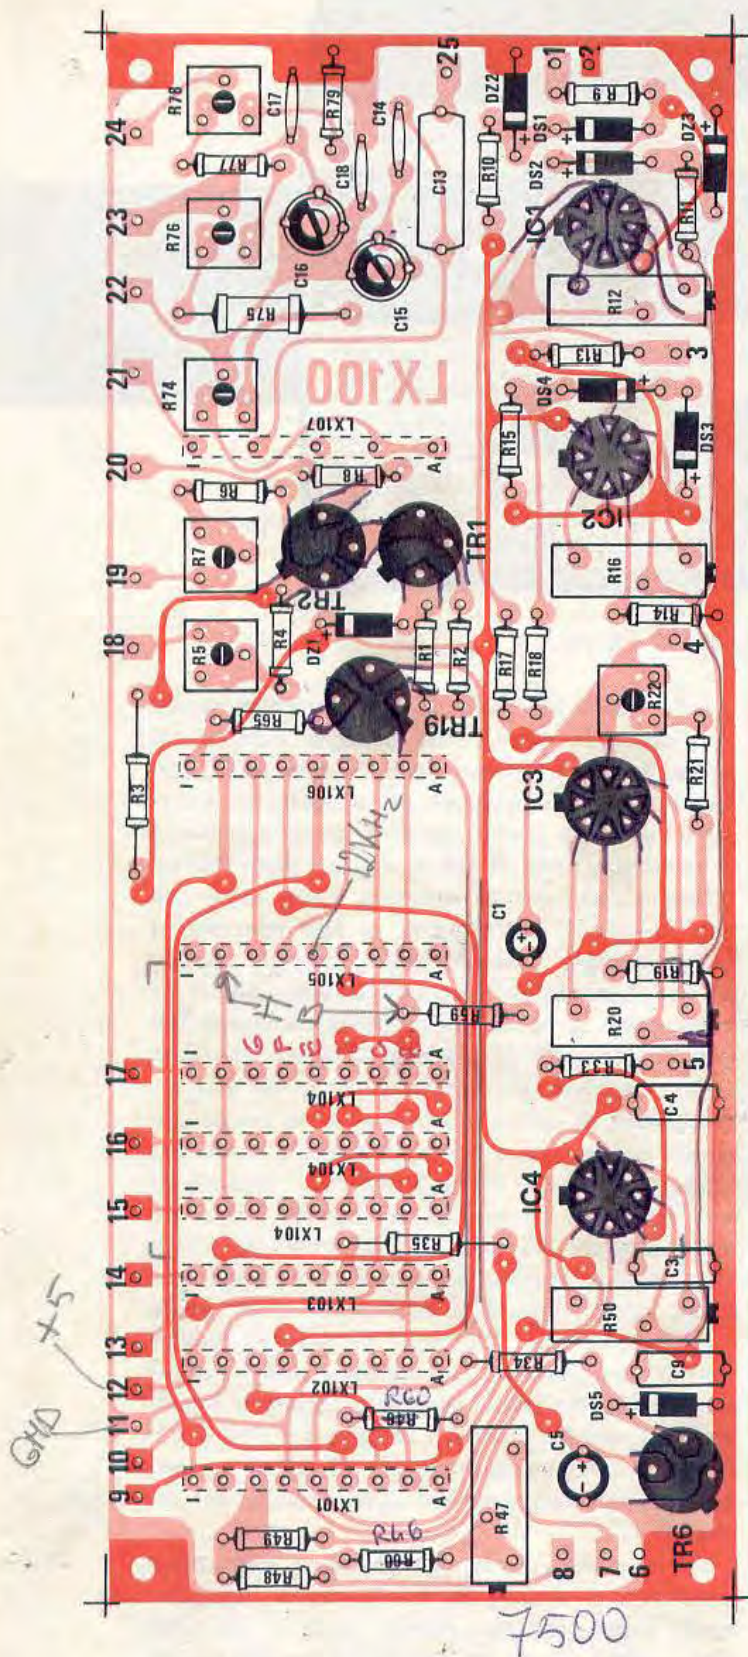 25
1
2
DZ2
R78
C17
R79
C14
R9
24
DS1
DZ3
R77
C18
R10
DS2
C13
R11
23
R76
IC1
C16
22
R12
C15
R75
R13
3
21
R74
LX100
DS4
DS3
R15
LX107
20
I
A
R6
R8
IC2
R7
TR1
19
R16
TR2
R14
18
R5
R4
DZ1
R1
R2
R17
R18
4
R22
R65
TR19
R3
I
LX106
A
IC3
R21
12KHz
C1
I
LX105
A
R19
R59
R20
17
R33
5
I
LX104
A
C4
16
I
LX104
A
IC4
15
I
LX104
A
R35
14
C3
I
LX103
A
R50
13
+5
R34
C9
12
I
LX102
A
R60
DS5
11
GND
R46
10
C5
9
I
LX101
A
R47
R49
R46
R60
TR6
R48
8
7
6
7500